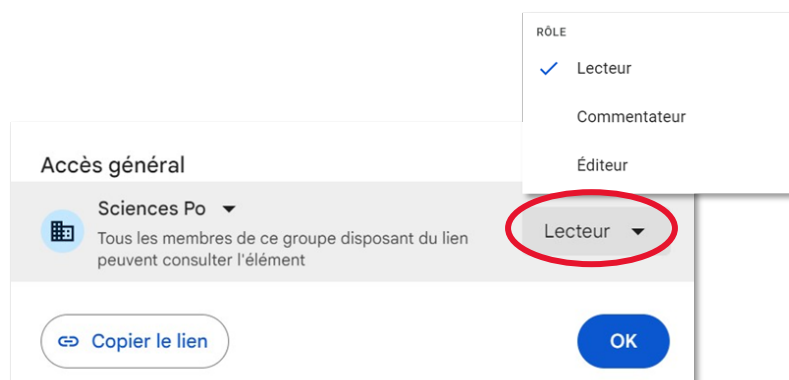 RÔLE
Lecteur
Commentateur
Éditeur
Accès général
Sciences Po
Tous les membres de ce groupe disposant du lien
peuvent consulter l'élément
Lecteur
Copier le lien
OK